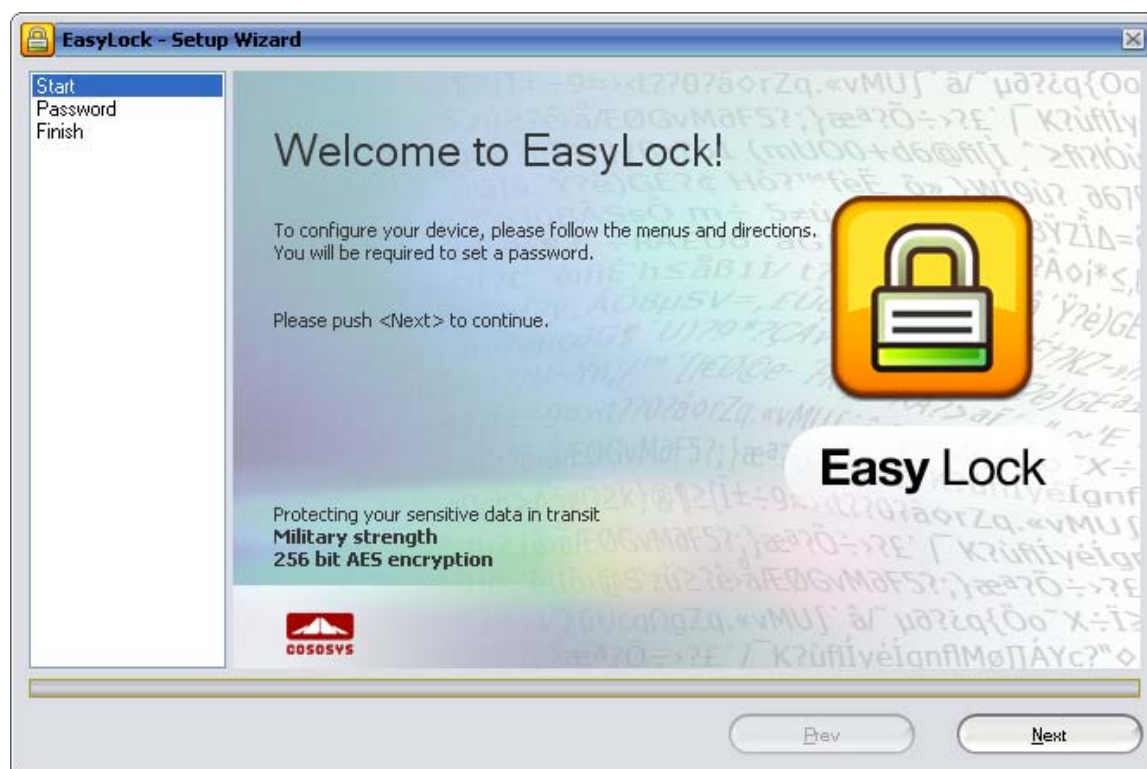 EasyLock - Setup Wizard
Start
Password
Finish
Welcome to EasyLock!
To configure your device, please follow the menus and directions.
You will be required to set a password.
Please push <Next> to continue.
Easy Lock
Protecting your sensitive data in transit
Military strength
256 bit AES encryption
COSOSYS
Prev
Next